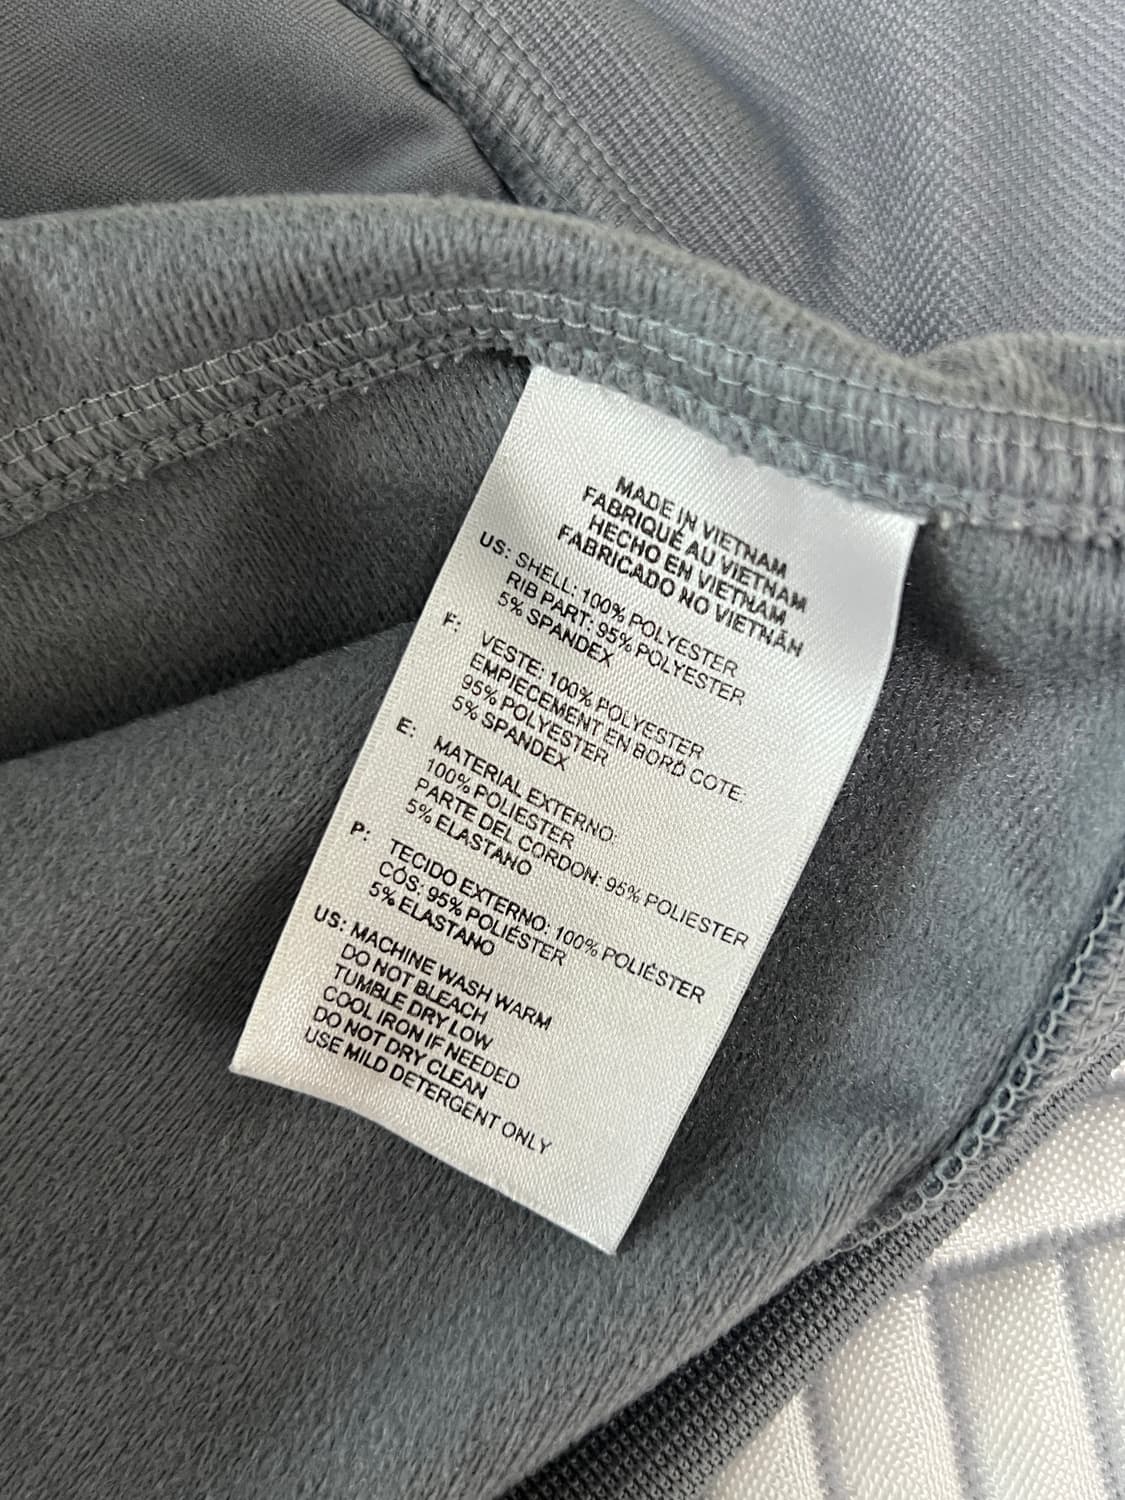 MADE IN VIETNAM
FABRIQUÉ AU VIETNAM
HECHO EN VIETNAM
FABRICADO NO VIETNÃN
US: SHELL: 100% POLYESTER
RIB PART: 95% POLYESTER
5% SPANDEX
F: VESTE: 100% POLYESTER
EMPIECEMENT EN BORD COTE:
95% POLYESTER
5% SPANDEX
E: MATERIAL EXTERNO:
100% POLIESTER
PARTE DEL CORDON: 95% POLIESTER
5% ELASTANO
P: TECIDO EXTERNO: 100% POLIÉSTER
CÓS: 95% POLIÉSTER
5% ELASTANO
US: MACHINE WASH WARM
DO NOT BLEACH
TUMBLE DRY LOW
COOL IRON IF NEEDED
DO NOT DRY CLEAN
USE MILD DETERGENT ONLY